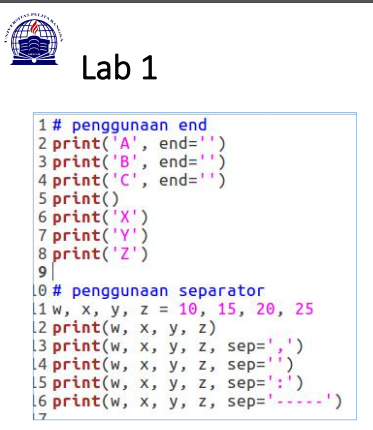 UNIVERSITAS PELITA BANGSA
Lab 1
1 # penggunaan end
2 print('A', end='')
3 print('B', end='')
4 print('C', end='')
5 print()
6 print('X')
7 print('Y')
8 print('Z')
9
10 # penggunaan separator
11 w, x, y, z = 10, 15, 20, 25
12 print(w, x, y, z)
13 print(w, x, y, z, sep=',')
14 print(w, x, y, z, sep='')
15 print(w, x, y, z, sep=':')
16 print(w, x, y, z, sep='-----')
17